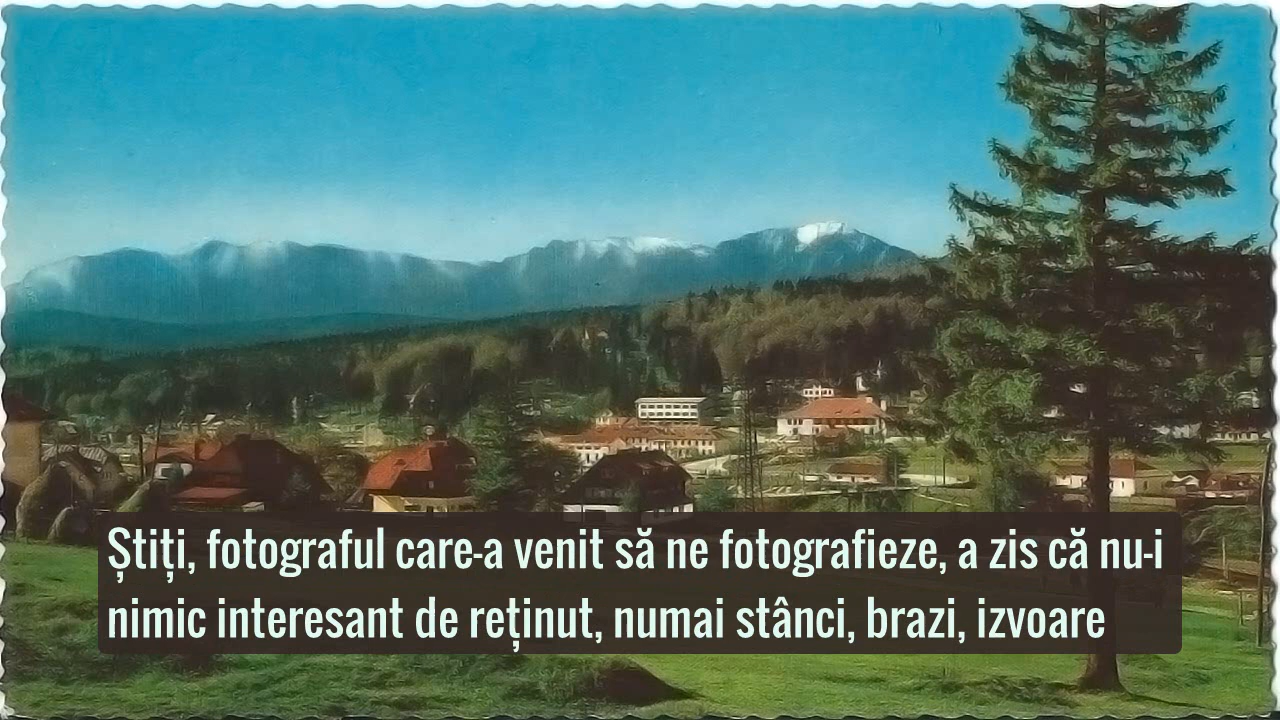 Știți, fotograful care-a venit să ne fotografieze, a zis că nu-i
nimic interesant de reținut, numai stânci, brazi, izvoare